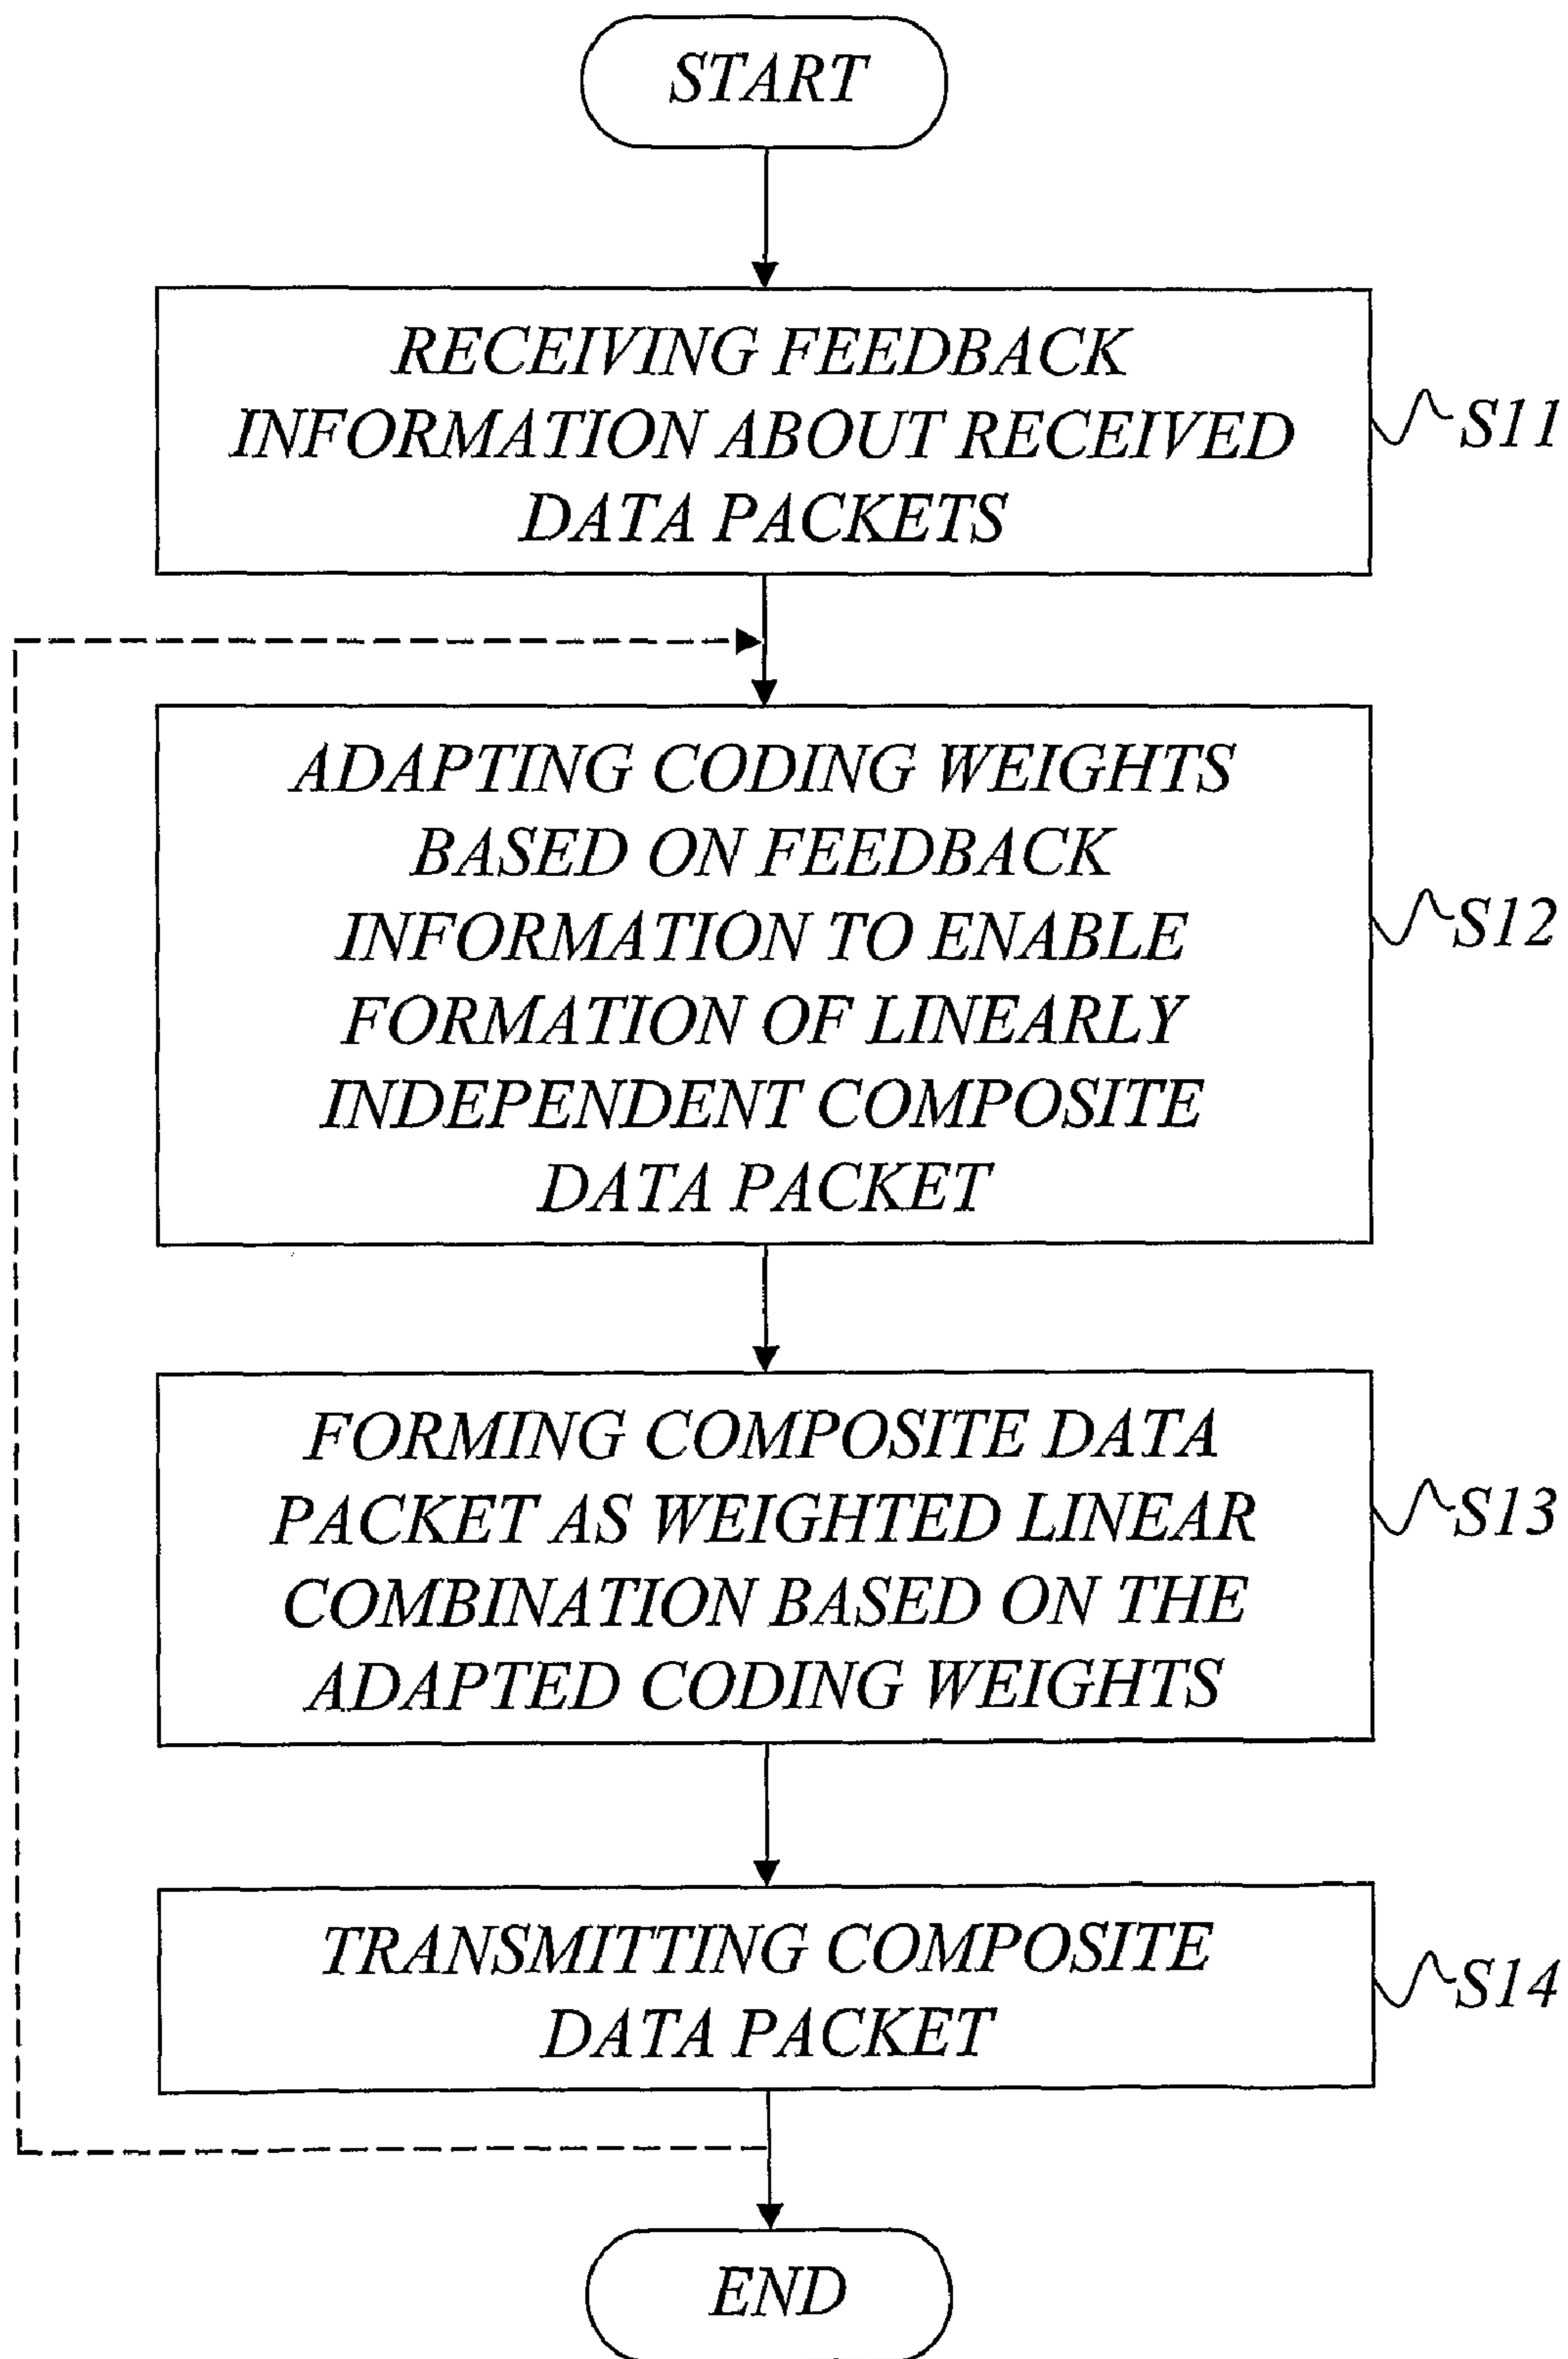 START
RECEIVING FEEDBACK
INFORMATION ABOUT RECEIVED
DATA PACKETS
S11
ADAPTING CODING WEIGHTS
BASED ON FEEDBACK
INFORMATION TO ENABLE
FORMATION OF LINEARLY
INDEPENDENT COMPOSITE
DATA PACKET
S12
FORMING COMPOSITE DATA
PACKET AS WEIGHTED LINEAR
COMBINATION BASED ON THE
ADAPTED CODING WEIGHTS
S13
TRANSMITTING COMPOSITE
DATA PACKET
S14
END